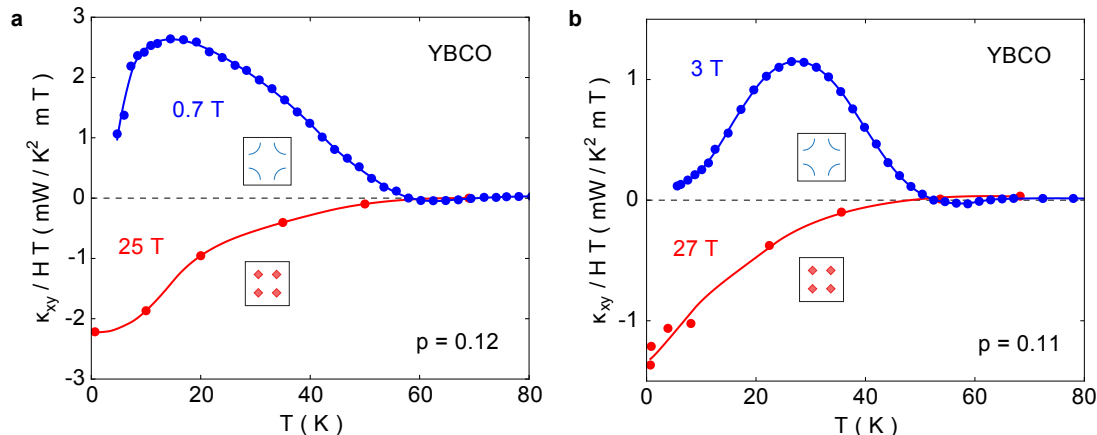 a
YBCO
0.7 T
25 T
p = 0.12
3
2
1
0
-1
-2
-3
0 20 40 60 80
κxy / H T ( mW / K² m T )
T ( K )
b
YBCO
3 T
27 T
p = 0.11
1
0
-1
0 20 40 60 80
κxy / H T ( mW / K² m T )
T ( K )